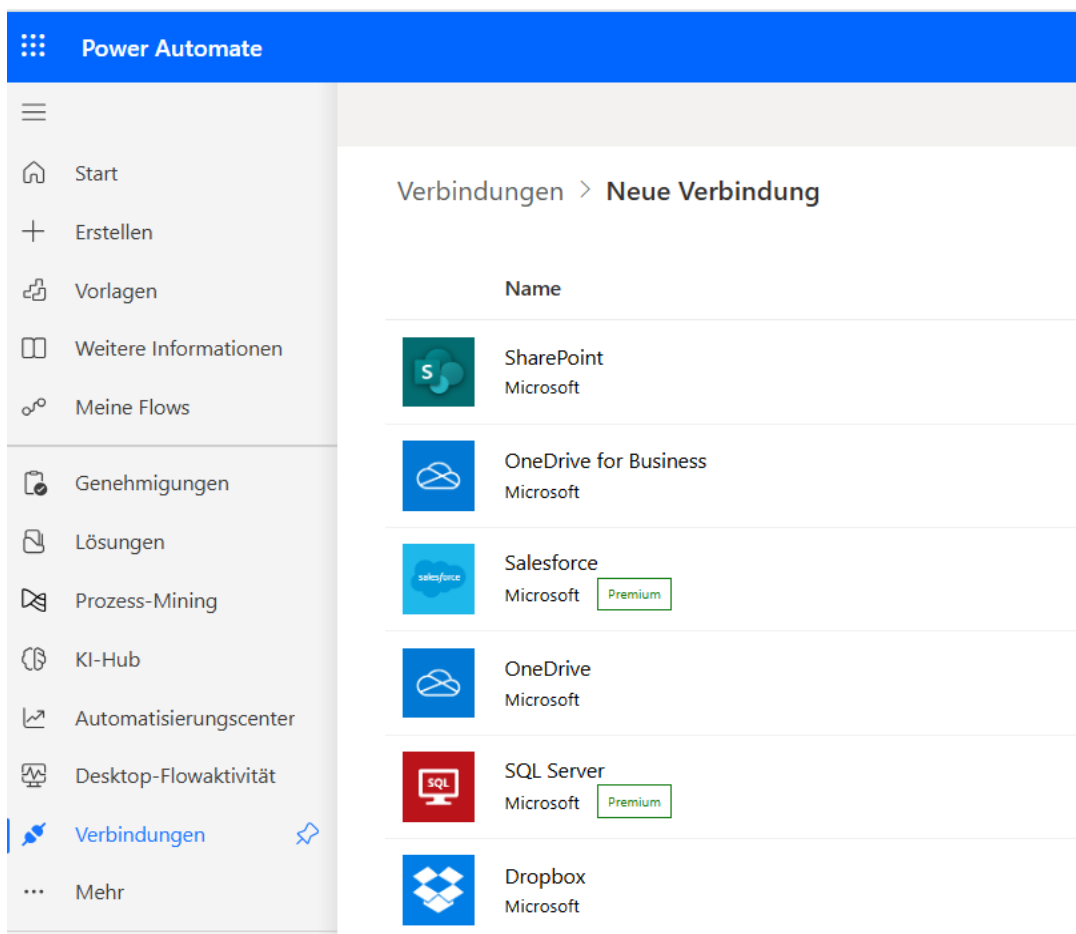 Power Automate
Start
Erstellen
Vorlagen
Weitere Informationen
Meine Flows
Genehmigungen
Lösungen
Prozess-Mining
KI-Hub
Automatisierungscenter
Desktop-Flowaktivität
Verbindungen
Mehr
Verbindungen > Neue Verbindung
Name
S
SharePoint
Microsoft
OneDrive for Business
Microsoft
salesforce
Salesforce
Microsoft Premium
OneDrive
Microsoft
SQL
SQL Server
Microsoft Premium
Dropbox
Microsoft